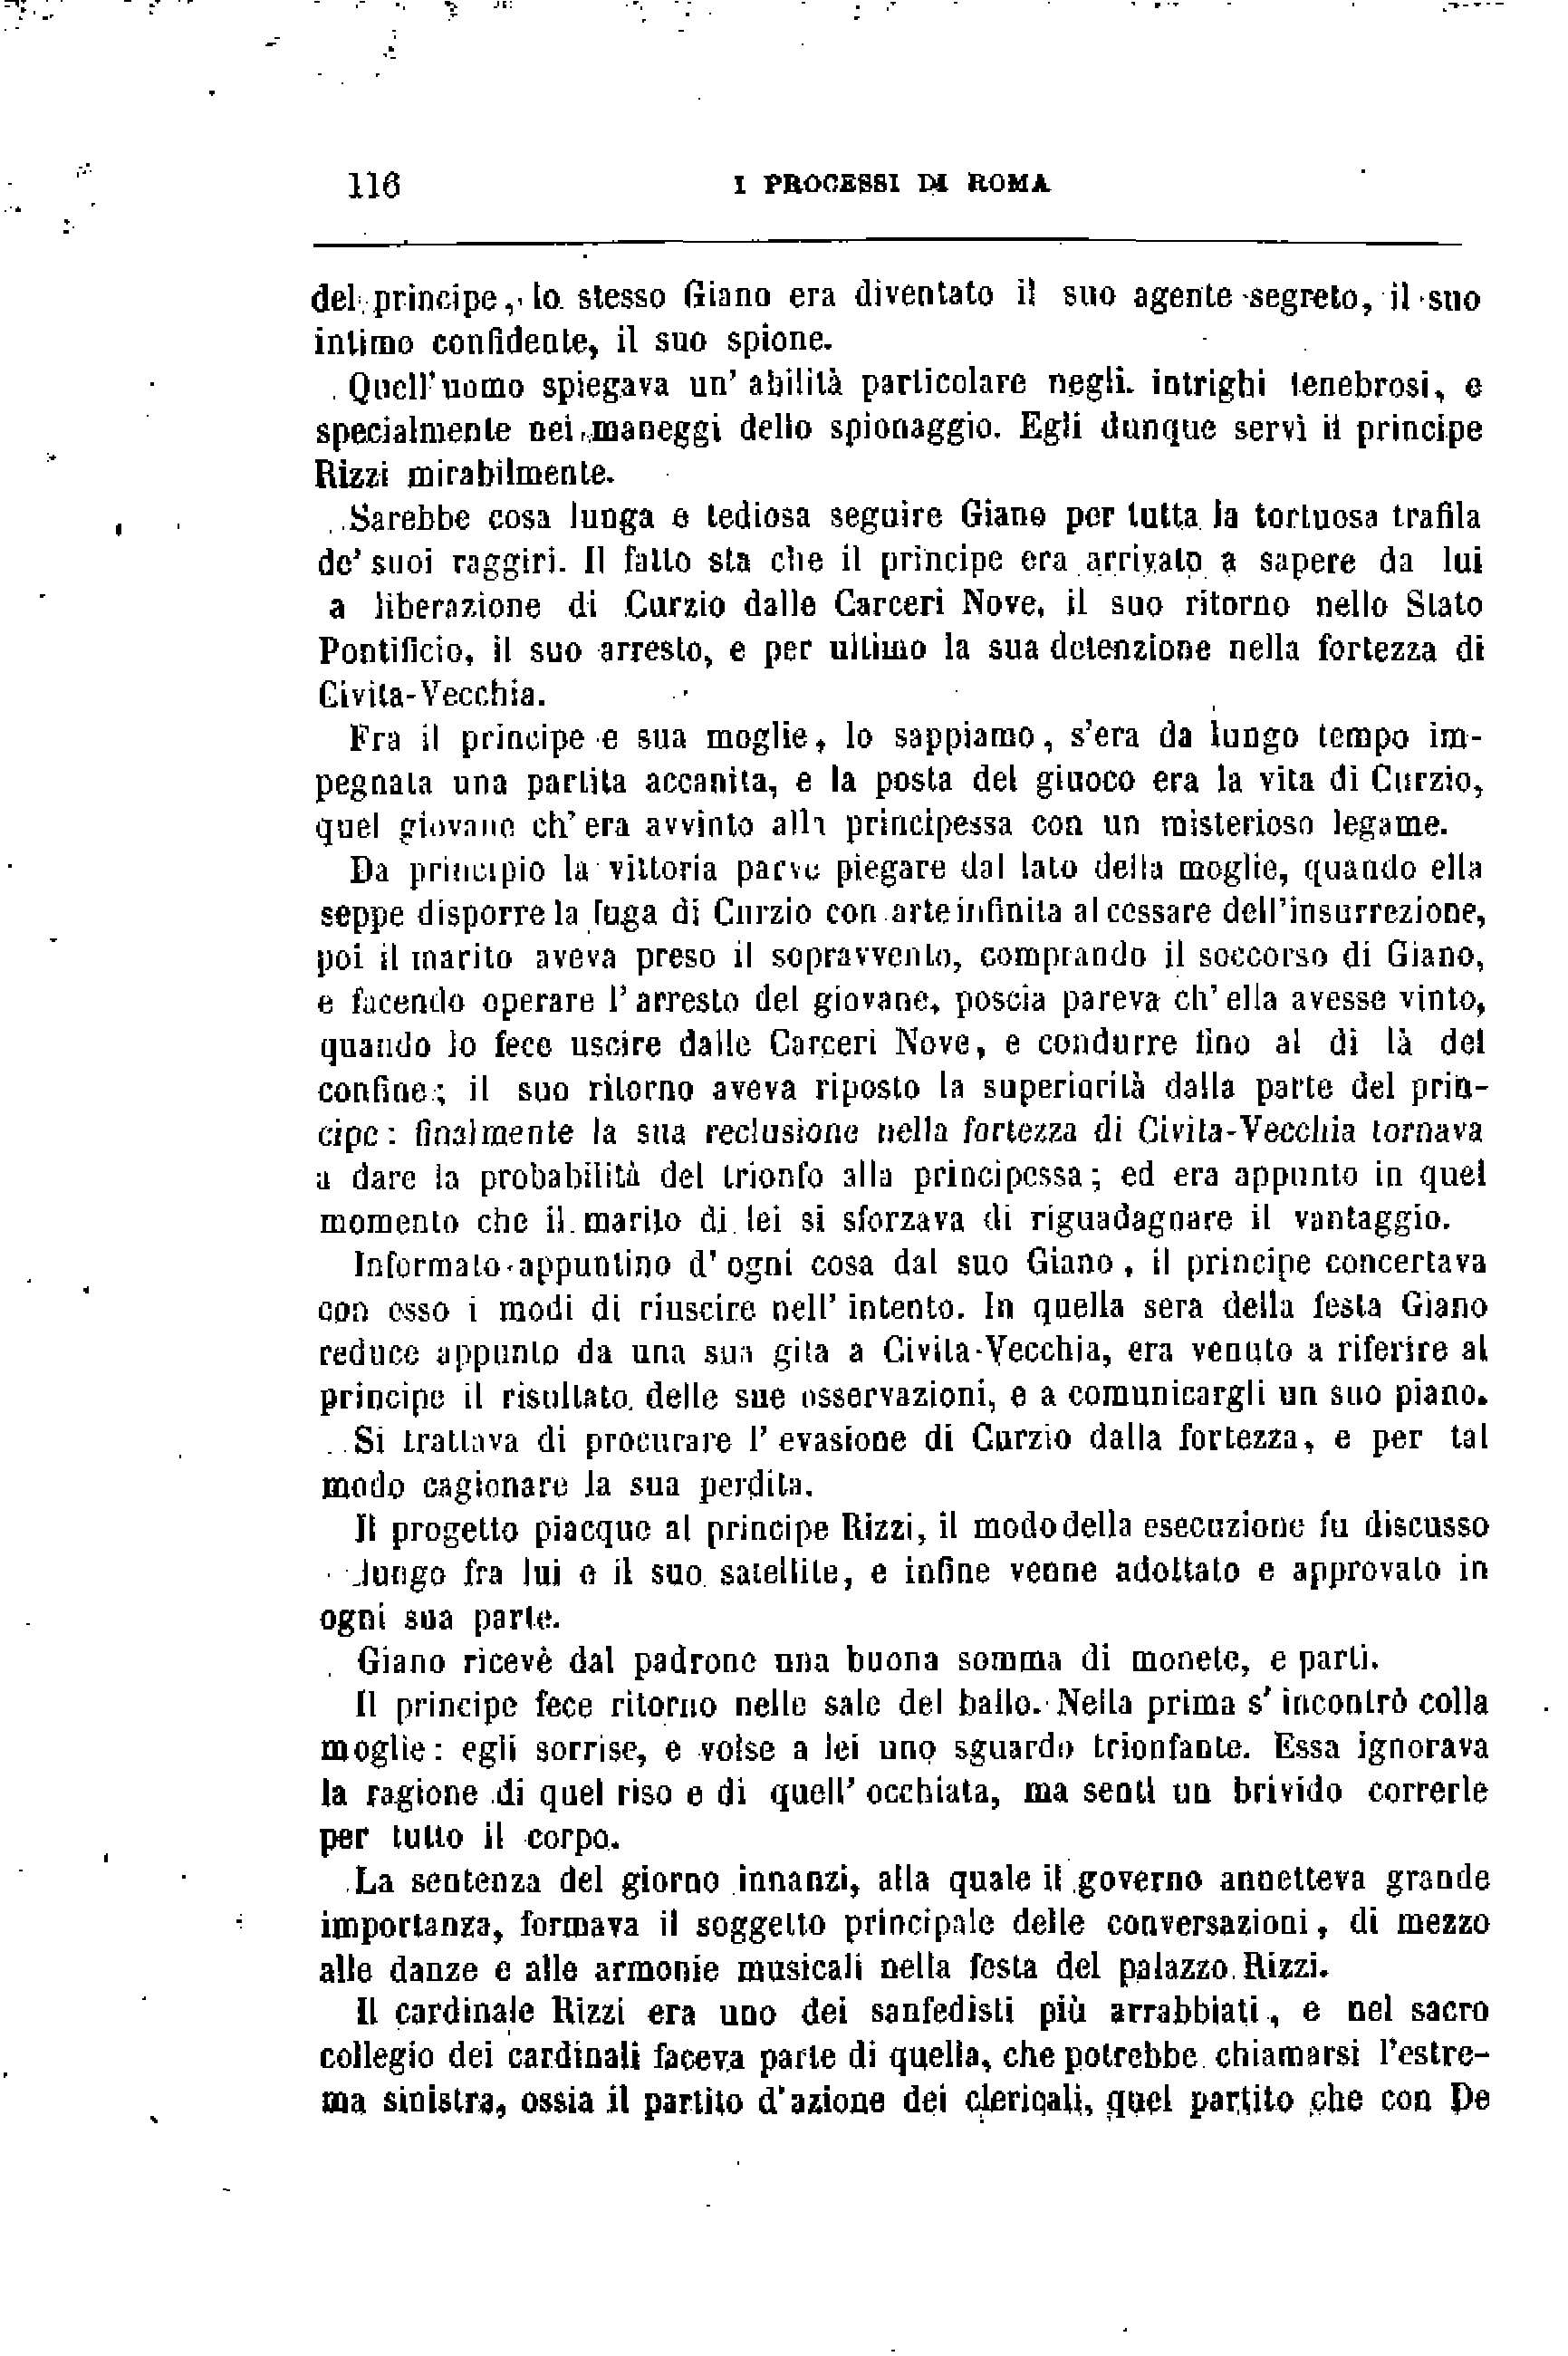 116 I PROCESSI DI ROMA
del principe, lo stesso Giano era diventato il suo agente segreto, il suo
intimo confidente, il suo spione.
Quell'uomo spiegava un' abilità particolare negli intrighi tenebrosi, e
specialmente nei maneggi dello spionaggio. Egli dunque servì il principe
Rizzi mirabilmente.
Sarebbe cosa lunga e tediosa seguire Giano per tutta la tortuosa trafila
de' suoi raggiri. Il fatto sta che il principe era arrivato a sapere da lui
a liberazione di Curzio dalle Carceri Nove, il suo ritorno nello Stato
Pontificio, il suo arresto, e per ultimo la sua detenzione nella fortezza di
Civita-Vecchia.
Fra il principe e sua moglie, lo sappiamo, s'era da lungo tempo im-
pegnata una partita accanita, e la posta del giuoco era la vita di Curzio,
quel giovane ch' era avvinto alla principessa con un misterioso legame.
Da principio la vittoria parve piegare dal lato della moglie, quando ella
seppe disporre la fuga di Curzio con arte infinita al cessare dell'insurrezione,
poi il marito aveva preso il sopravvento, comprando il soccorso di Giano,
e facendo operare l' arresto del giovane, poscia pareva ch' ella avesse vinto,
quando lo fece uscire dalle Carceri Nove, e condurre fino al di là del
confine; il suo ritorno aveva riposto la superiorità dalla parte del prin-
cipe: finalmente la sua reclusione nella fortezza di Civita-Vecchia tornava
a dare la probabilità del trionfo alla principessa; ed era appunto in quel
momento che il marito di lei si sforzava di riguadagnare il vantaggio.
Informato appuntino d' ogni cosa dal suo Giano, il principe concertava
con esso i modi di riuscire nell' intento. In quella sera della festa Giano
reduce appunto da una sua gita a Civita-Vecchia, era venuto a riferire al
principe il risultato delle sue osservazioni, e a comunicargli un suo piano.
Si trattava di procurare l' evasione di Curzio dalla fortezza, e per tal
modo cagionare la sua perdita.
Il progetto piacque al principe Rizzi, il modo della esecuzione fu discusso
lungo fra lui e il suo satellite, e infine venne adottato e approvato in
ogni sua parte.
Giano ricevè dal padrone una buona somma di monete, e partì.
Il principe fece ritorno nelle sale del ballo. Nella prima s' incontrò colla
moglie: egli sorrise, e volse a lei uno sguardo trionfante. Essa ignorava
la ragione di quel riso e di quell' occhiata, ma sentì un brivido correrle
per tutto il corpo.
La sentenza del giorno innanzi, alla quale il governo annetteva grande
importanza, formava il soggetto principale delle conversazioni, di mezzo
alle danze e alle armonie musicali nella festa del palazzo Rizzi.
Il cardinale Rizzi era uno dei sanfedisti più arrabbiati, e nel sacro
collegio dei cardinali faceva parte di quella, che potrebbe chiamarsi l'estre-
ma sinistra, ossia il partito d'azione dei clericali, quel partito che con De